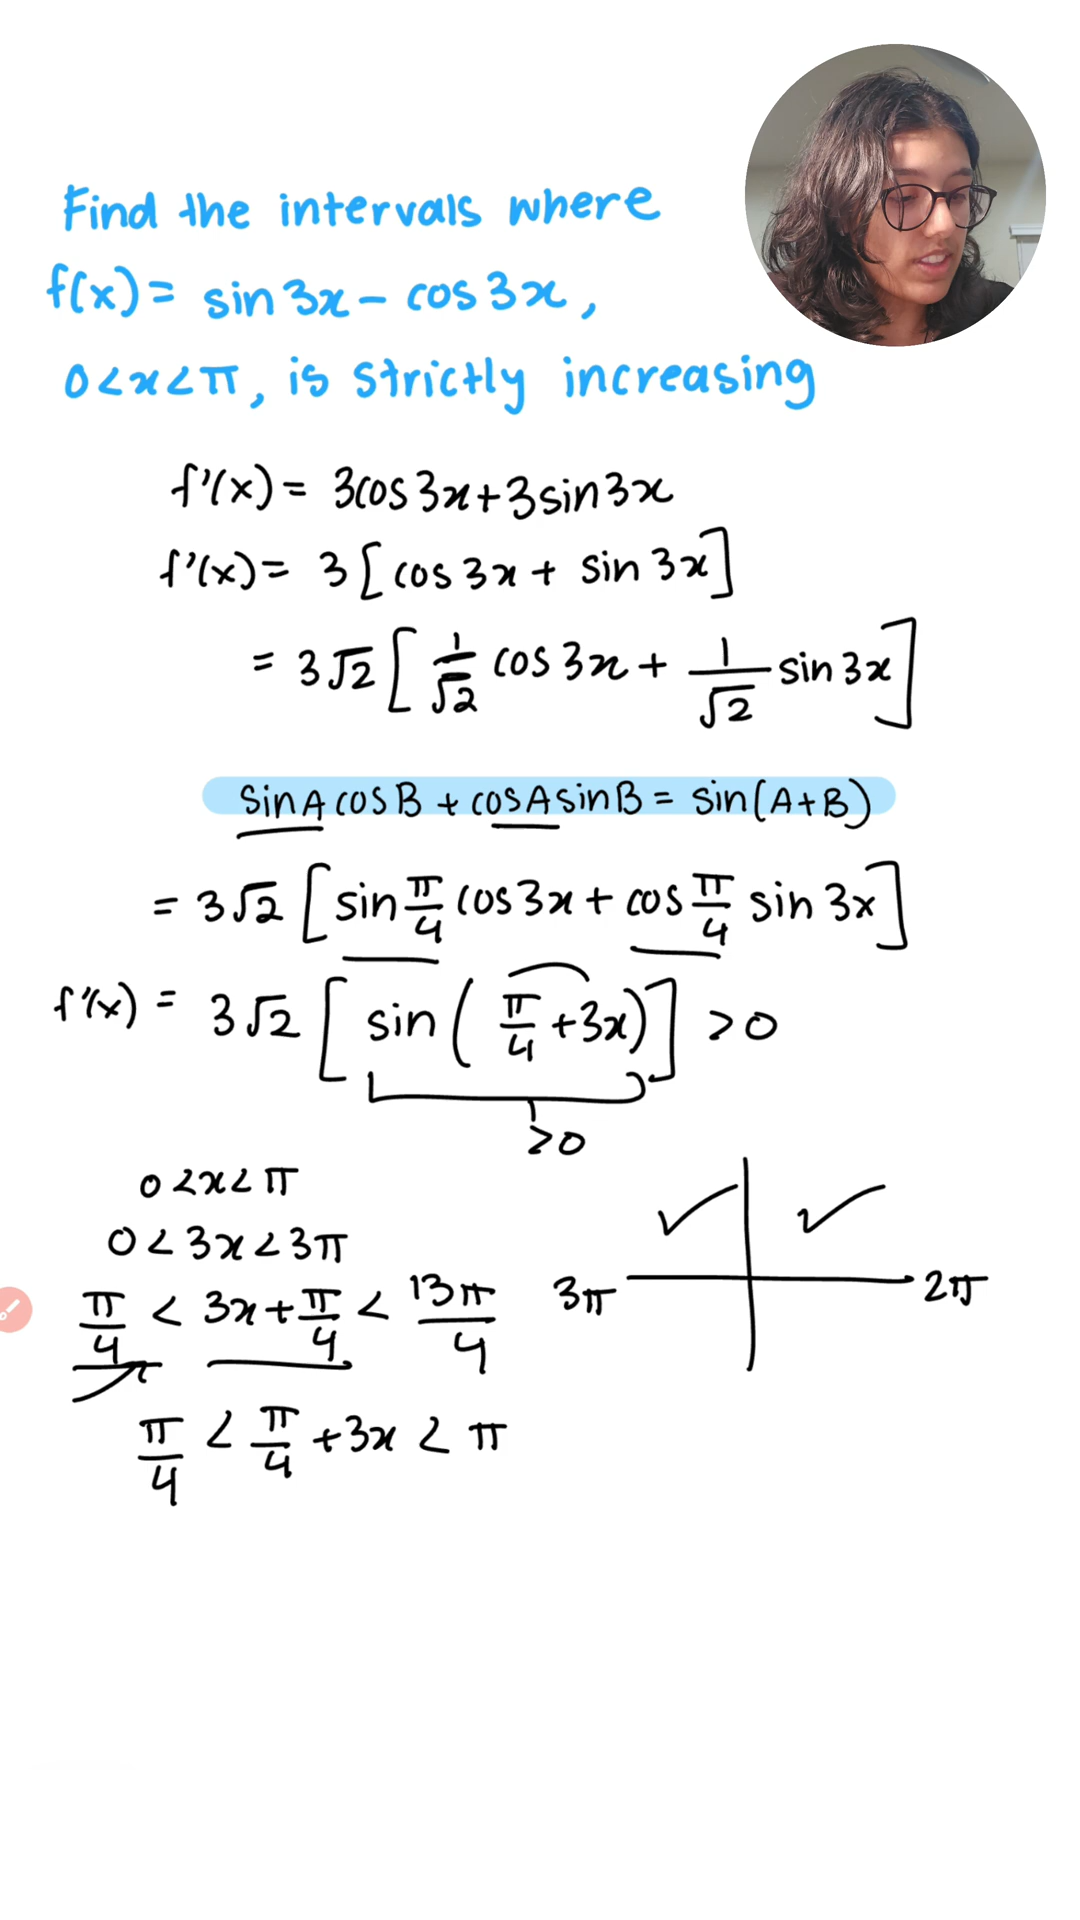 Find the intervals where
f(x) = sin 3x - cos 3x,
0 < x < π, is strictly increasing
f'(x) = 3cos 3x + 3sin 3x
f'(x) = 3 [cos 3x + sin 3x]
= 3√2 [1/√2 cos 3x + 1/√2 sin 3x]
sinA cosB + cosA sinB = sin(A+B)
= 3√2 [sin π/4 cos 3x + cos π/4 sin 3x]
f'(x) = 3√2 [sin(π/4 + 3x)] > 0
> 0
0 < x < π
0 < 3x < 3π
π/4 < 3x + π/4 < 13π/4
3π 2π
π/4 < π/4 + 3x < π